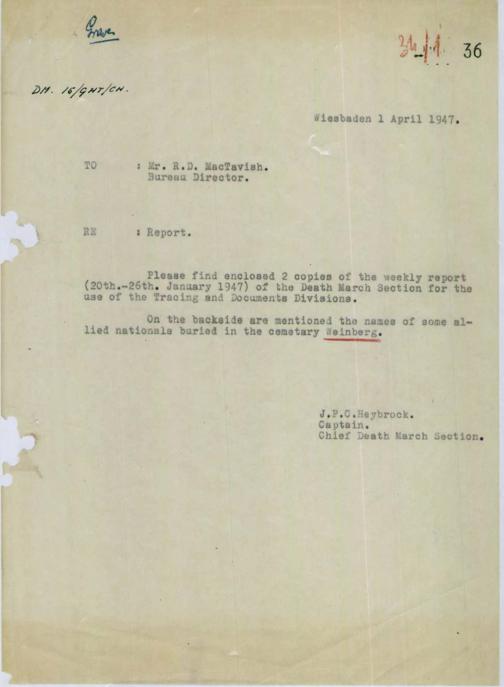 Graves
36
DM. 16/GNT/CH.
Wiesbaden 1 April 1947.
TO : Mr. R.D. MacTavish.
Bureau Director.
RE : Report.
Please find enclosed 2 copies of the weekly report
(20th.-26th. January 1947) of the Death March Section for the
use of the Tracing and Documents Divisions.
On the backside are mentioned the names of some al-
lied nationals buried in the cemetary Weinberg.
J.P.C.Heybrock.
Captain.
Chief Death March Section.